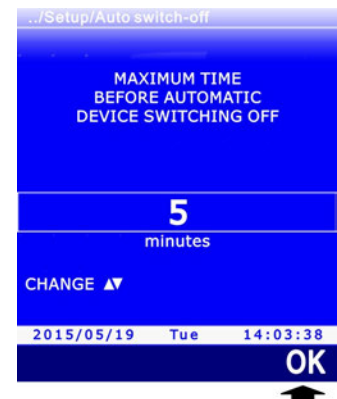 ../Setup/Auto switch-off
MAXIMUM TIME
BEFORE AUTOMATIC
DEVICE SWITCHING OFF
5
minutes
CHANGE ▲▼
2015/05/19 Tue 14:03:38
OK